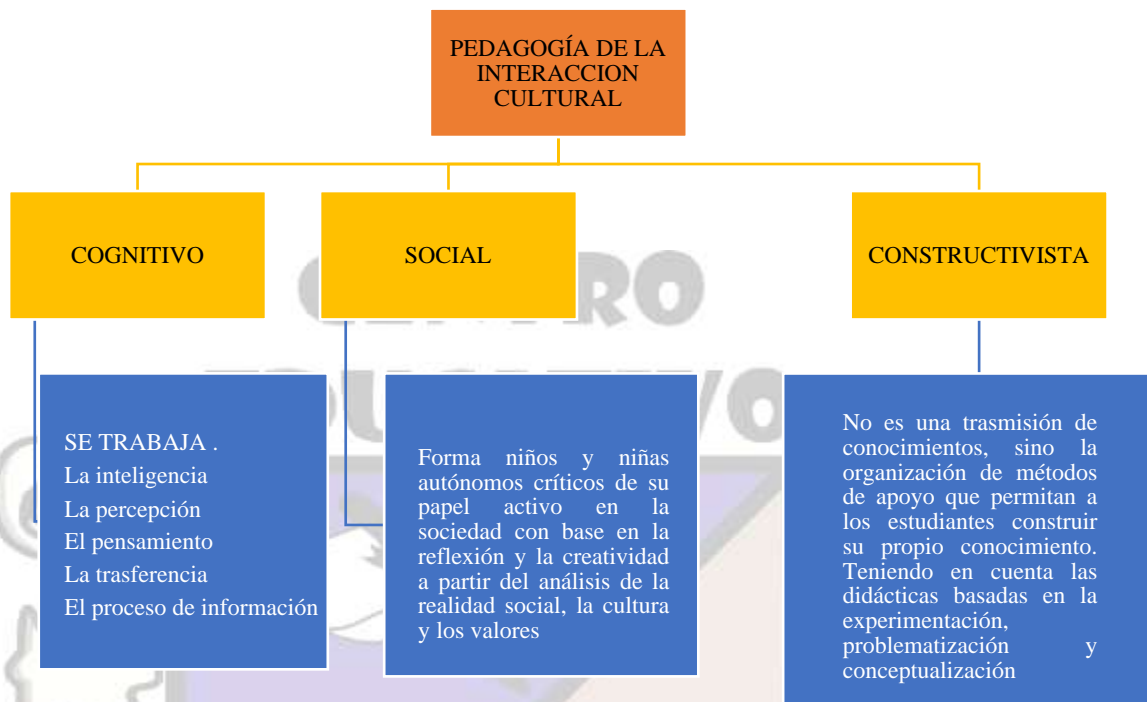 PEDAGOGÍA DE LA
INTERACCION
CULTURAL
COGNITIVO
SOCIAL
CONSTRUCTIVISTA
SE TRABAJA .
La inteligencia
La percepción
El pensamiento
La trasferencia
El proceso de información
Forma niños y niñas
autónomos críticos de su
papel activo en la
sociedad con base en la
reflexión y la creatividad
a partir del análisis de la
realidad social, la cultura
y los valores
No es una trasmisión de
conocimientos, sino la
organización de métodos
de apoyo que permitan a
los estudiantes construir
su propio conocimiento.
Teniendo en cuenta las
didácticas basadas en la
experimentación,
problematización y
conceptualización